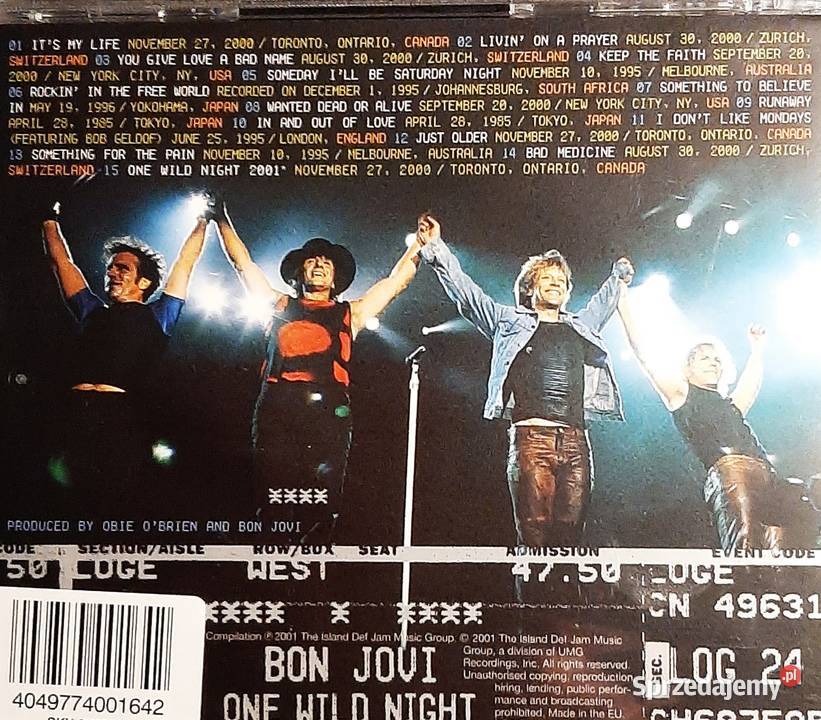 01 IT'S MY LIFE NOVEMBER 27, 2000 / TORONTO, ONTARIO, CANADA 02 LIVIN' ON A PRAYER AUGUST 30, 2000 / ZURICH,
SWITZERLAND 03 YOU GIVE LOVE A BAD NAME AUGUST 30, 2000 / ZURICH, SWITZERLAND 04 KEEP THE FAITH SEPTEMBER 20,
2000 / NEW YORK CITY, NY, USA 05 SOMEDAY I'LL BE SATURDAY NIGHT NOVEMBER 10, 1995 / MELBOURNE, AUSTRALIA
06 ROCKIN' IN THE FREE WORLD RECORDED ON DECEMBER 1, 1995 / JOHANNESBURG, SOUTH AFRICA 07 SOMETHING TO BELIEVE
IN MAY 19, 1996 / YOKOHAMA, JAPAN 08 WANTED DEAD OR ALIVE SEPTEMBER 20, 2000 / NEW YORK CITY, NY, USA 09 RUNAWAY
APRIL 28, 1985 / TOKYO, JAPAN 10 IN AND OUT OF LOVE APRIL 28, 1985 / TOKYO, JAPAN 11 I DON'T LIKE MONDAYS
(FEATURING BOB GELDOF) JUNE 25, 1995 / LONDON, ENGLAND 12 JUST OLDER NOVEMBER 27, 2000 / TORONTO, ONTARIO, CANADA
13 SOMETHING FOR THE PAIN NOVEMBER 10, 1995 / MELBOURNE, AUSTRALIA 14 BAD MEDICINE AUGUST 30, 2000 / ZURICH,
SWITZERLAND 15 ONE WILD NIGHT 2001* NOVEMBER 27, 2000 / TORONTO, ONTARIO, CANADA
XXXX
PRODUCED BY OBIE O'BRIEN AND BON JOVI
CODE SECTION/AISLE ROW/BOX SEAT ADMISSION EVENT CODE
50 LOGE WEST 47.50 LOGE
CN 49631
XXXX X XXXX
Compilation ℗ 2001 The Island Def Jam Music Group. © 2001 The Island Def Jam Music
Group, a division of UMG
Recordings, Inc. All rights reserved.
Unauthorised copying, reproduction,
hiring, lending, public perfor-
mance and broadcasting
prohibited. Made in the EU.
BON JOVI
ONE WILD NIGHT
SEC. LOG 24
4049774001642
Sprzedajemy.pl